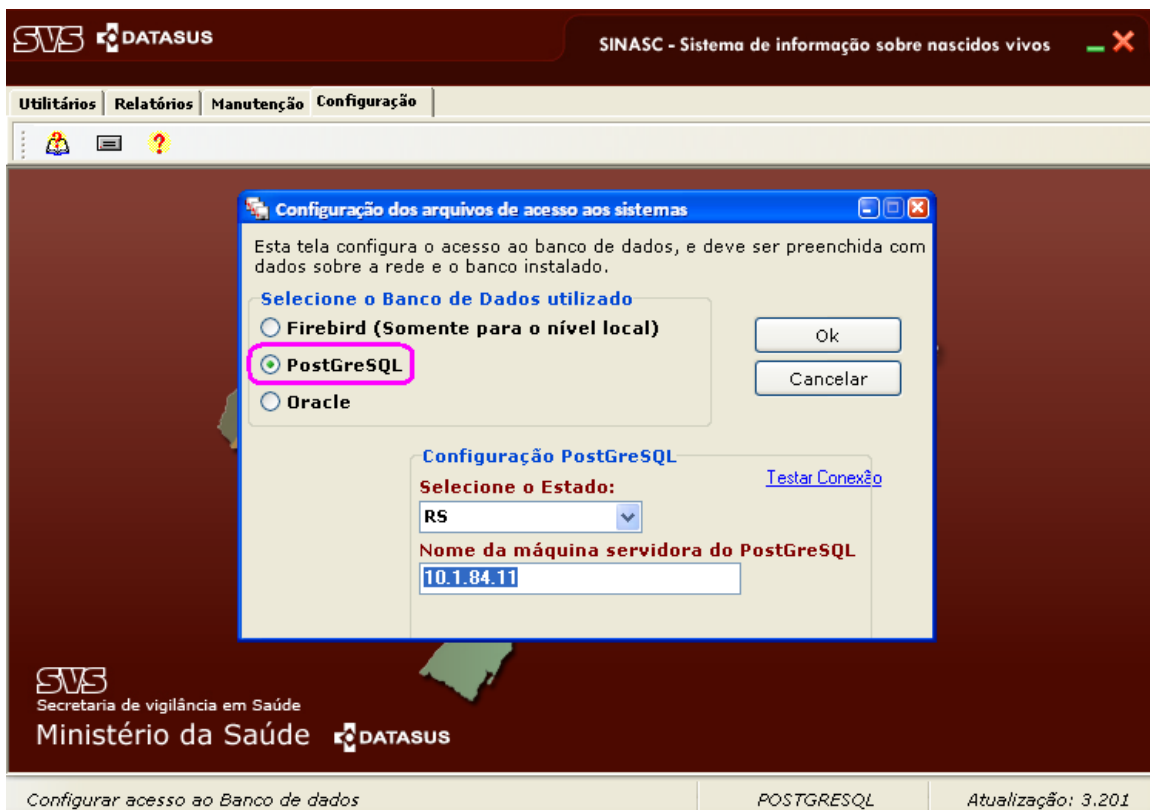 SVS DATASUS
SINASC - Sistema de informação sobre nascidos vivos
Utilitários Relatórios Manutenção Configuração
?
Configuração dos arquivos de acesso aos sistemas
Esta tela configura o acesso ao banco de dados, e deve ser preenchida com
dados sobre a rede e o banco instalado.
Selecione o Banco de Dados utilizado
Firebird (Somente para o nível local)
Ok
PostGreSQL
Cancelar
Oracle
Configuração PostGreSQL
Testar Conexão
Selecione o Estado:
RS
Nome da máquina servidora do PostGreSQL
10.1.84.11
SVS
Secretaria de vigilância em Saúde
Ministério da Saúde DATASUS
Configurar acesso ao Banco de dados POSTGRESQL Atualização: 3.201